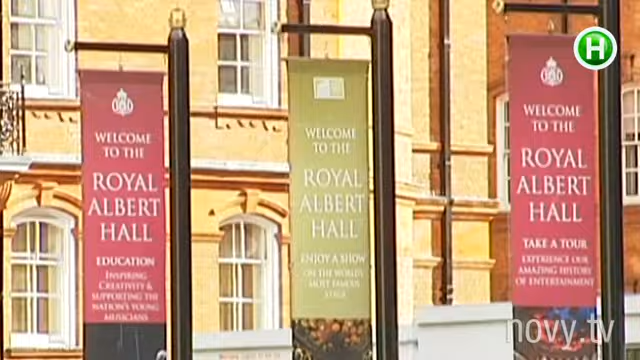 WELCOME
TO THE
ROYAL
ALBERT
HALL
EDUCATION
INSPIRING
CREATIVITY &
SUPPORTING THE
NATION'S YOUNG
MUSICIANS
WELCOME
TO THE
ROYAL
ALBERT
HALL
ENJOY A SHOW
ON THE WORLD'S
MOST FAMOUS
STAGE
WELCOME
TO THE
ROYAL
ALBERT
HALL
TAKE A TOUR
EXPERIENCE OUR
AMAZING HISTORY
OF ENTERTAINMENT
H
novy.tv